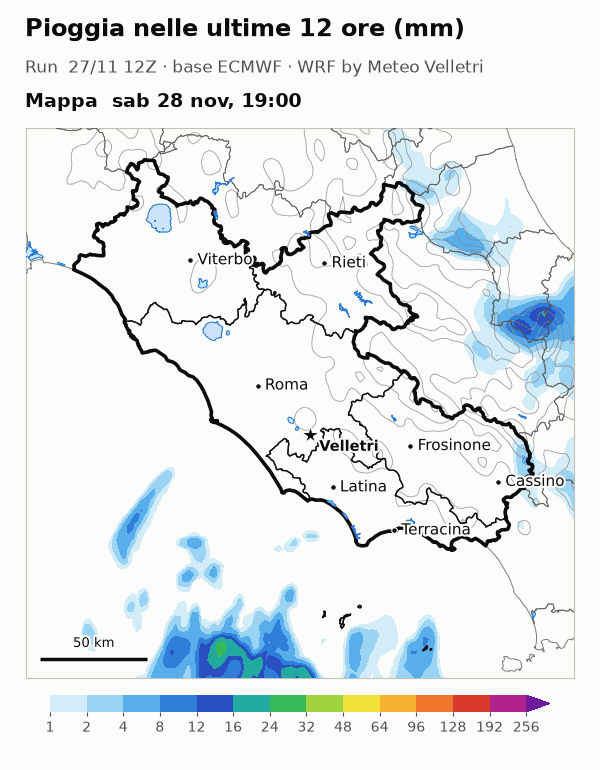 Pioggia nelle ultime 12 ore (mm)
Run  27/11 12Z · base ECMWF · WRF by Meteo Velletri
Mappa  sab 28 nov, 19:00
Viterbo
Rieti
Roma
Velletri
Frosinone
Latina
Cassino
Terracina
50 km
1 2 4 8 12 16 24 32 48 64 96 128 192 256